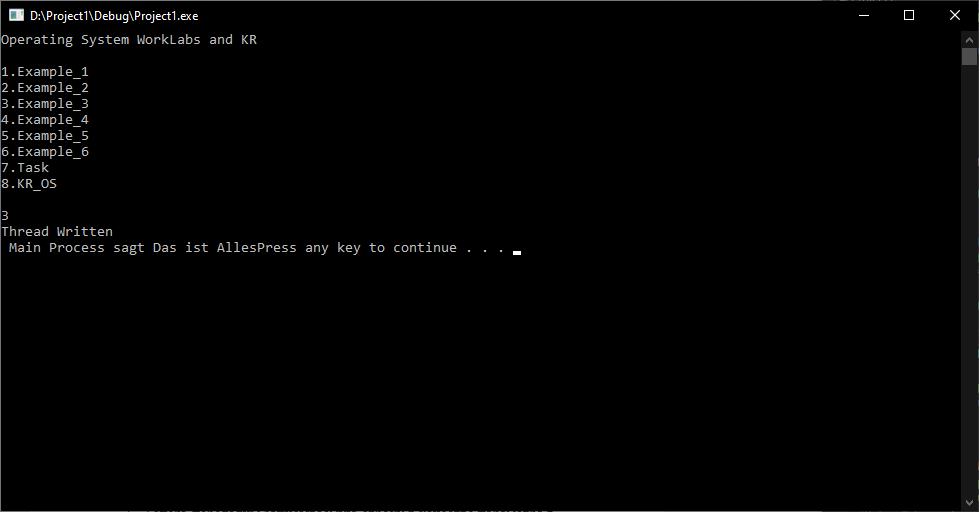 D:\Project1\Debug\Project1.exe
Operating System WorkLabs and KR
1.Example_1
2.Example_2
3.Example_3
4.Example_4
5.Example_5
6.Example_6
7.Task
8.KR_OS
3
Thread Written
Main Process sagt Das ist AllesPress any key to continue . . .